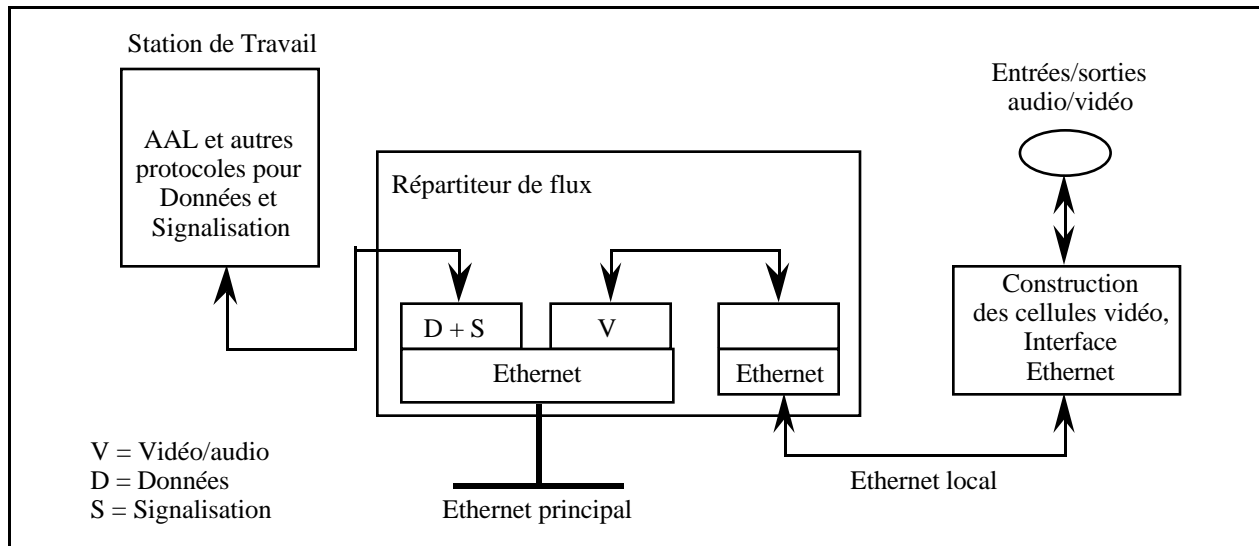 Station de Travail
AAL et autres
protocoles pour
Données et
Signalisation
Répartiteur de flux
D + S
V
Ethernet
Ethernet
Entrées/sorties
audio/vidéo
Construction
des cellules vidéo,
Interface
Ethernet
V = Vidéo/audio
D = Données
S = Signalisation
Ethernet principal
Ethernet local